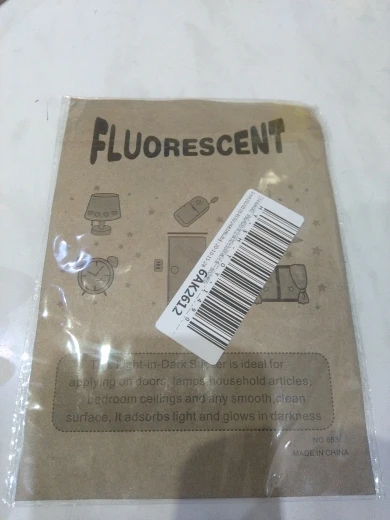 FLUORESCENT
6AK2612
Light-in-Dark Sticker is ideal for
applying on doors, lamps, household articles,
bedroom ceilings and any smooth clean
surface, It adsorbs light and glows in darkness
MADE IN CHINA